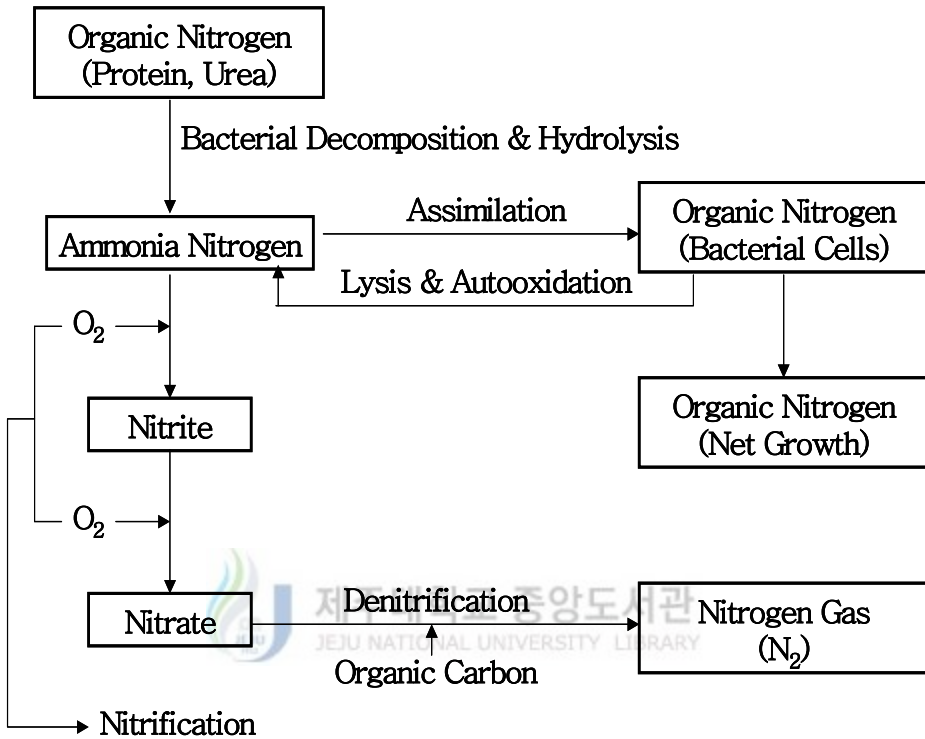 Organic Nitrogen
(Protein, Urea)
Bacterial Decomposition & Hydrolysis
Ammonia Nitrogen
Assimilation
Organic Nitrogen
(Bacterial Cells)
Lysis & Autooxidation
O₂
Nitrite
Organic Nitrogen
(Net Growth)
O₂
Nitrate
Denitrification
제주대학교 중앙도서관
JEJU NATIONAL UNIVERSITY LIBRARY
JEJU
Organic Carbon
Nitrogen Gas
(N₂)
Nitrification